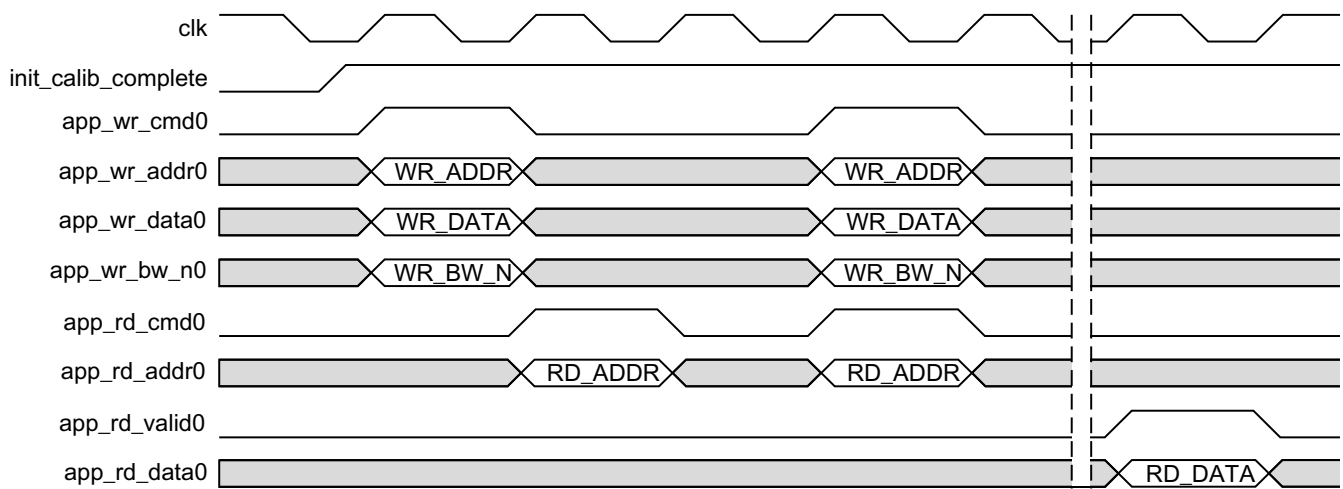 clk
init_calib_complete
app_wr_cmd0
app_wr_addr0 WR_ADDR WR_ADDR
app_wr_data0 WR_DATA WR_DATA
app_wr_bw_n0 WR_BW_N WR_BW_N
app_rd_cmd0
app_rd_addr0 RD_ADDR RD_ADDR
app_rd_valid0
app_rd_data0 RD_DATA